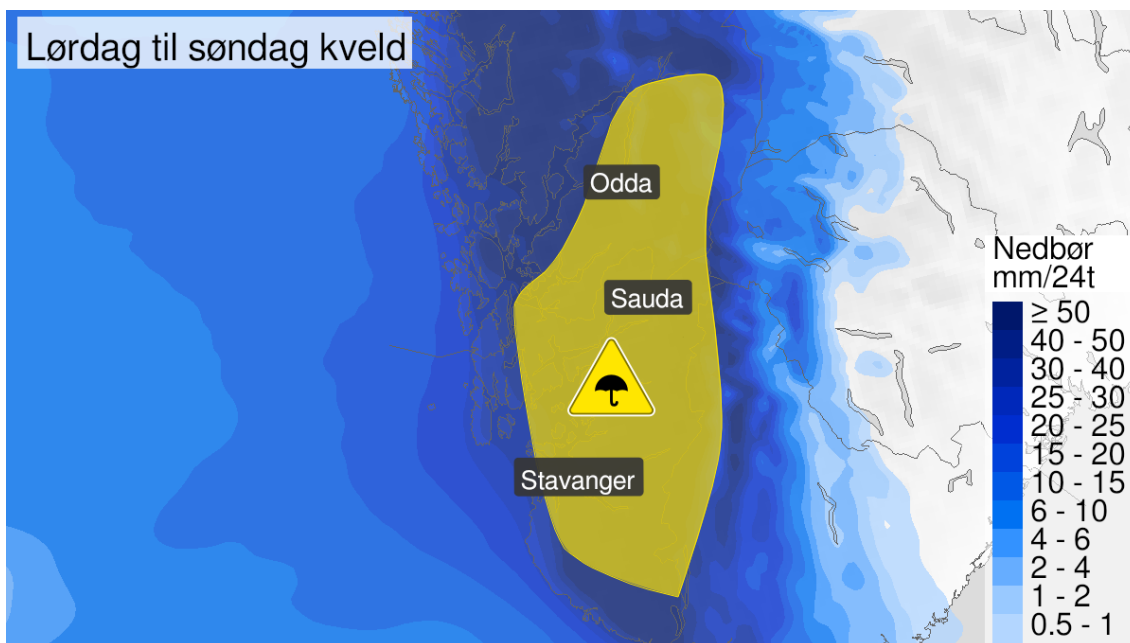 Lørdag til søndag kveld
Odda
Sauda
Stavanger
Nedbør
mm/24t
≥ 50
40 - 50
30 - 40
25 - 30
20 - 25
15 - 20
10 - 15
6 - 10
4 - 6
2 - 4
1 - 2
0.5 - 1